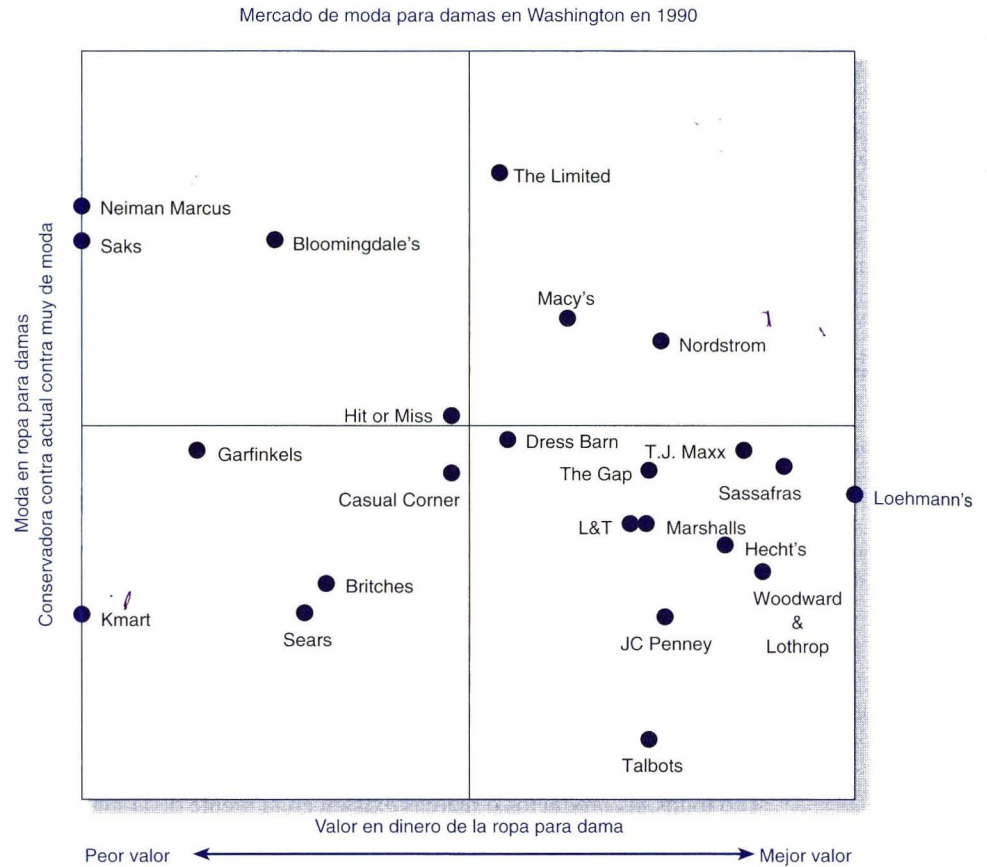 Mercado de moda para damas en Washington en 1990
Moda en ropa para damas
Conservadora contra actual contra muy de moda
The Limited
Neiman Marcus
Saks
Bloomingdale's
Macy's
Nordstrom
Hit or Miss
Dress Barn
Garfinkels
T.J. Maxx
The Gap
Casual Corner
Sassafras
Loehmann's
L&T
Marshalls
Hecht's
Britches
Woodward
&
Lothrop
Kmart
Sears
JC Penney
Talbots
Valor en dinero de la ropa para dama
Peor valor
Mejor valor